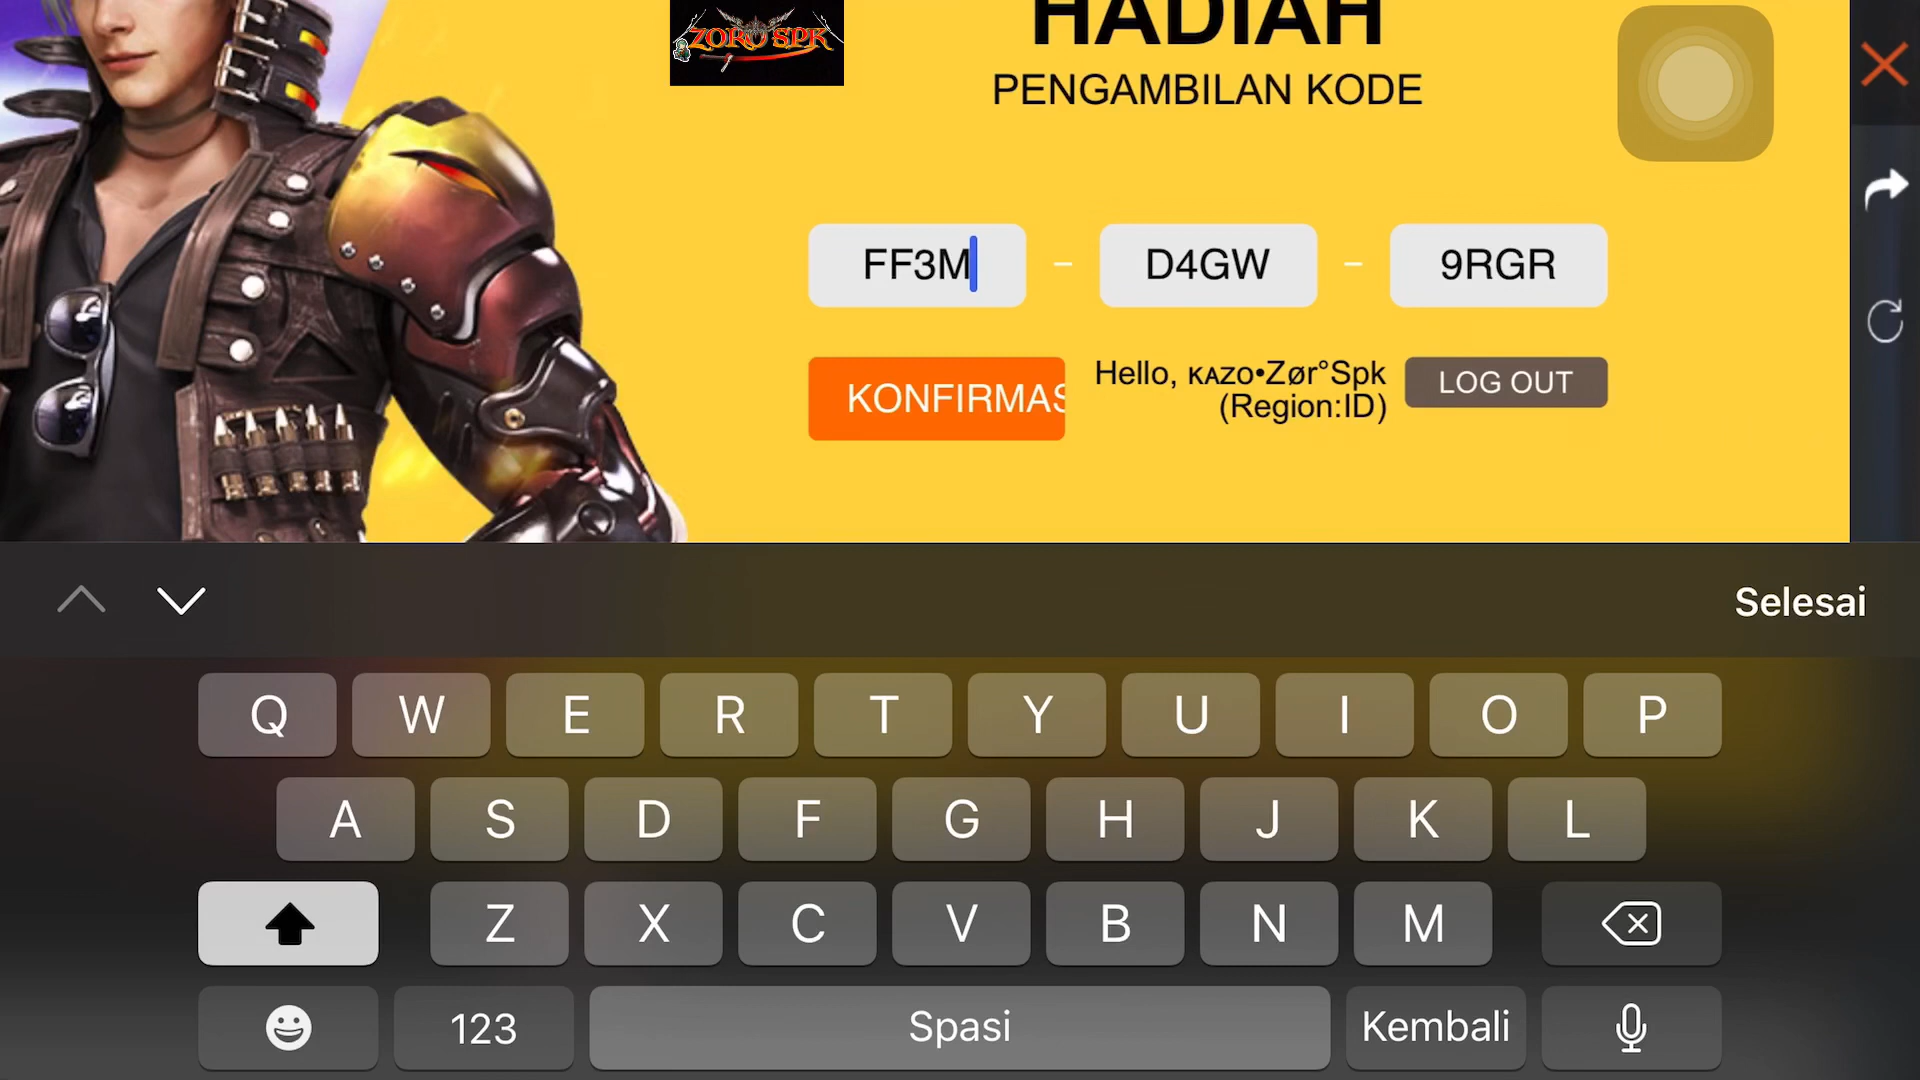 HADIAH
ZORO SPK
PENGAMBILAN KODE
FF3M - D4GW - 9RGR
KONFIRMAS
Hello, ᴋᴀᴢᴏ•Zør°Spk
(Region:ID)
LOG OUT
Selesai
Q W E R T Y U I O P
A S D F G H J K L
Z X C V B N M
123 Spasi Kembali